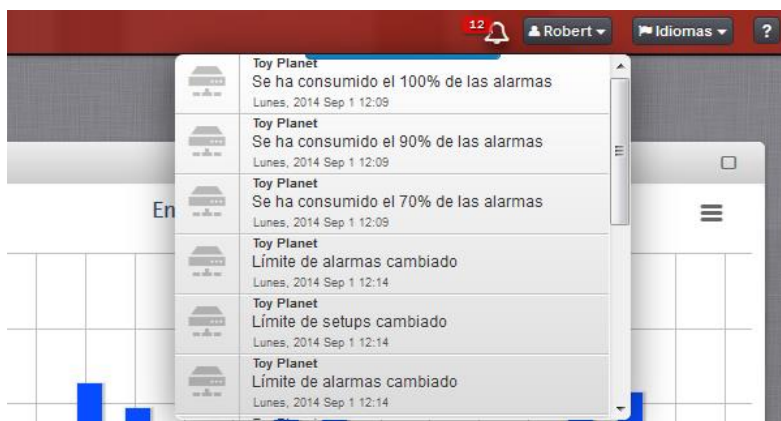 12
Robert
Idiomas
?
Toy Planet
Se ha consumido el 100% de las alarmas
Lunes, 2014 Sep 1 12:09
Toy Planet
Se ha consumido el 90% de las alarmas
Lunes, 2014 Sep 1 12:09
En
Toy Planet
Se ha consumido el 70% de las alarmas
Lunes, 2014 Sep 1 12:09
Toy Planet
Límite de alarmas cambiado
Lunes, 2014 Sep 1 12:14
Toy Planet
Límite de setups cambiado
Lunes, 2014 Sep 1 12:14
Toy Planet
Límite de alarmas cambiado
Lunes, 2014 Sep 1 12:14